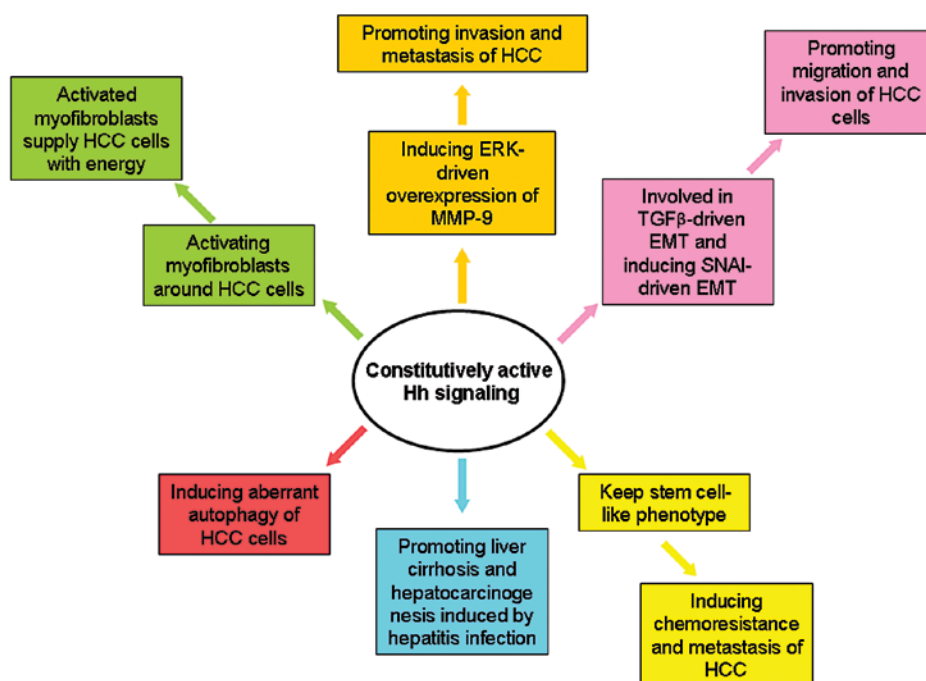 Promoting invasion and
metastasis of HCC
Promoting
migration and
invasion of HCC
cells
Activated
myofibroblasts
supply HCC cells
with energy
Inducing ERK-
driven
overexpression of
MMP-9
Involved in
TGFβ-driven
EMT and
inducing SNAI-
driven EMT
Activating
myofibroblasts
around HCC cells
Constitutively active
Hh signaling
Inducing aberrant
autophagy of
HCC cells
Keep stem cell-
like phenotype
Promoting liver
cirrhosis and
hepatocarcinoge
nesis induced by
hepatitis infection
Inducing
chemoresistance
and metastasis of
HCC